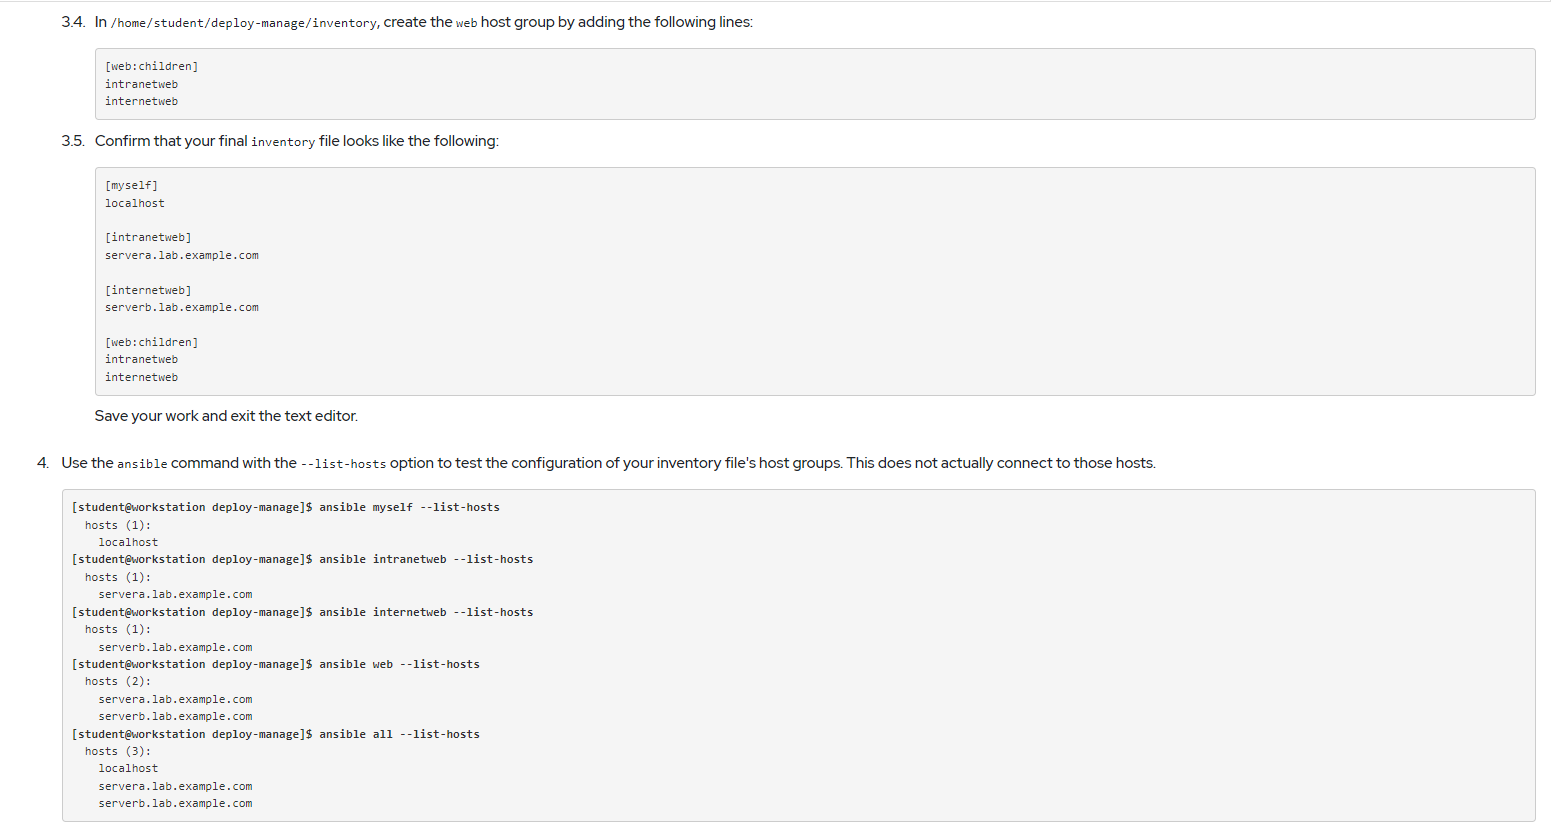 3.4. In /home/student/deploy-manage/inventory, create the web host group by adding the following lines:
[web:children]
intranetweb
internetweb
3.5. Confirm that your final inventory file looks like the following:
[myself]
localhost
[intranetweb]
servera.lab.example.com
[internetweb]
serverb.lab.example.com
[web:children]
intranetweb
internetweb
Save your work and exit the text editor.
4. Use the ansible command with the --list-hosts option to test the configuration of your inventory file's host groups. This does not actually connect to those hosts.
[student@workstation deploy-manage]$ ansible myself --list-hosts
  hosts (1):
    localhost
[student@workstation deploy-manage]$ ansible intranetweb --list-hosts
  hosts (1):
    servera.lab.example.com
[student@workstation deploy-manage]$ ansible internetweb --list-hosts
  hosts (1):
    serverb.lab.example.com
[student@workstation deploy-manage]$ ansible web --list-hosts
  hosts (2):
    servera.lab.example.com
    serverb.lab.example.com
[student@workstation deploy-manage]$ ansible all --list-hosts
  hosts (3):
    localhost
    servera.lab.example.com
    serverb.lab.example.com